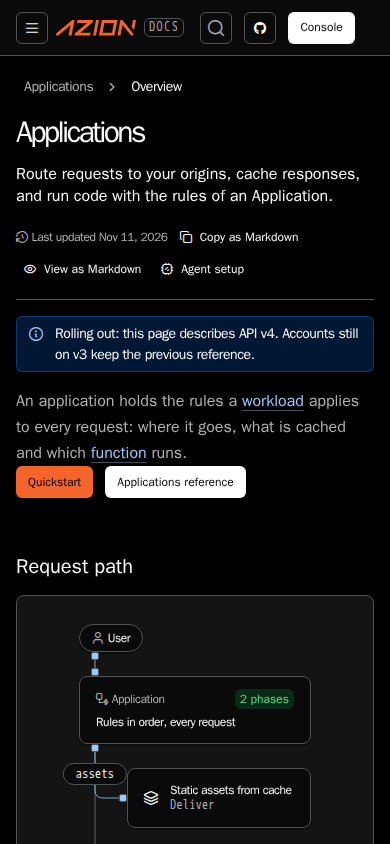 AZION DOCS Console
Applications > Overview
Applications
Route requests to your origins, cache responses,
and run code with the rules of an Application.
Last updated Nov 11, 2026 Copy as Markdown
View as Markdown Agent setup
Rolling out: this page describes API v4. Accounts still
on v3 keep the previous reference.
An application holds the rules a workload applies
to every request: where it goes, what is cached
and which function runs.
Quickstart Applications reference
Request path
User
Application 2 phases
Rules in order, every request
assets
Static assets from cache
Deliver